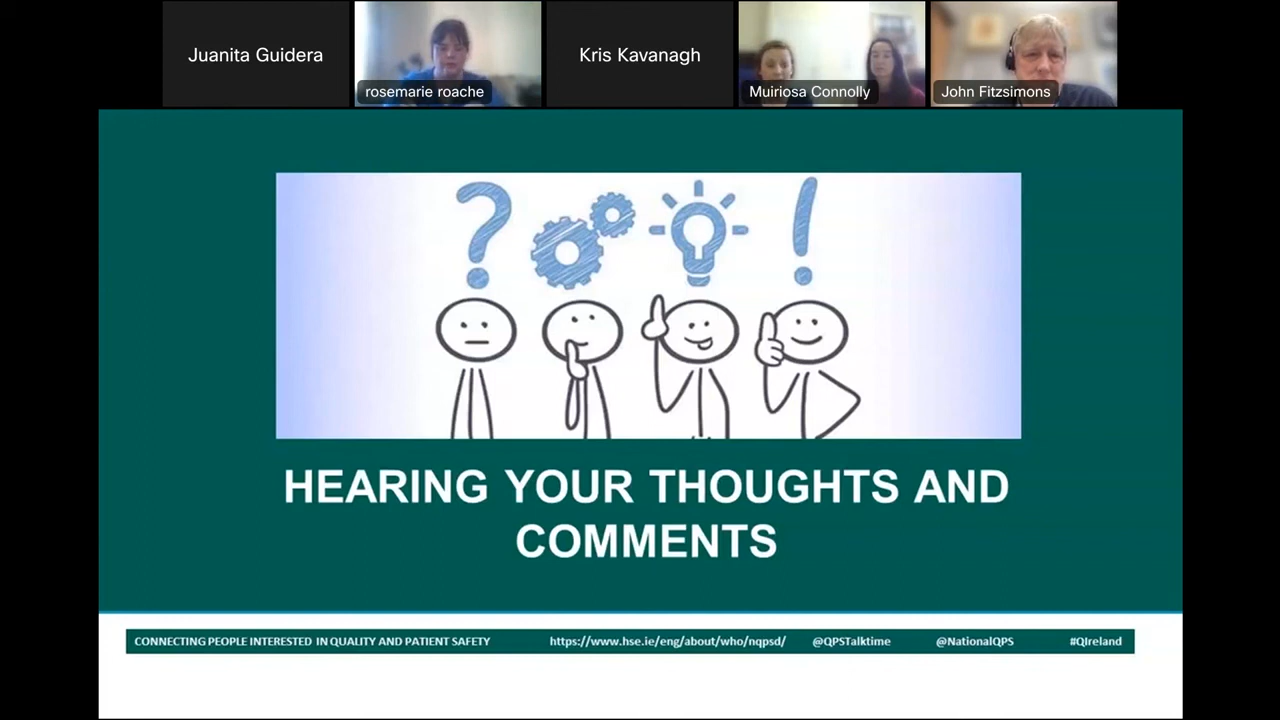 Juanita Guidera
rosemarie roache
Kris Kavanagh
Muiriosa Connolly
John Fitzsimons
?
!
HEARING YOUR THOUGHTS AND
COMMENTS
CONNECTING PEOPLE INTERESTED IN QUALITY AND PATIENT SAFETY https://www.hse.ie/eng/about/who/nqpsd/ @QPSTalktime @NationalQPS #QIreland